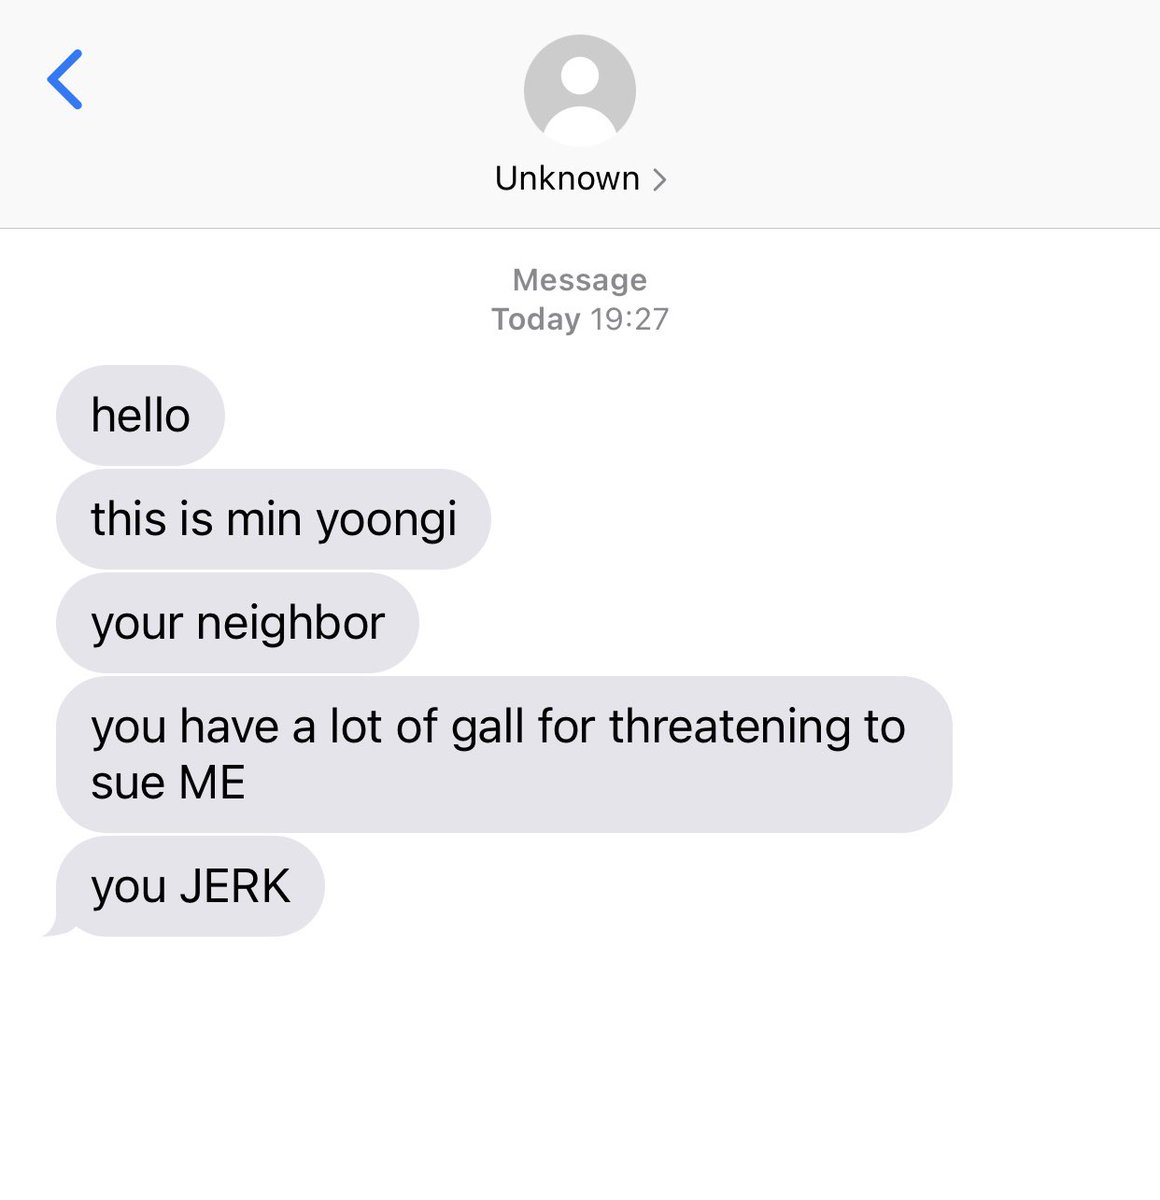 Unknown
Message
Today 19:27
hello
this is min yoongi
your neighbor
you have a lot of gall for threatening to
sue ME
you JERK